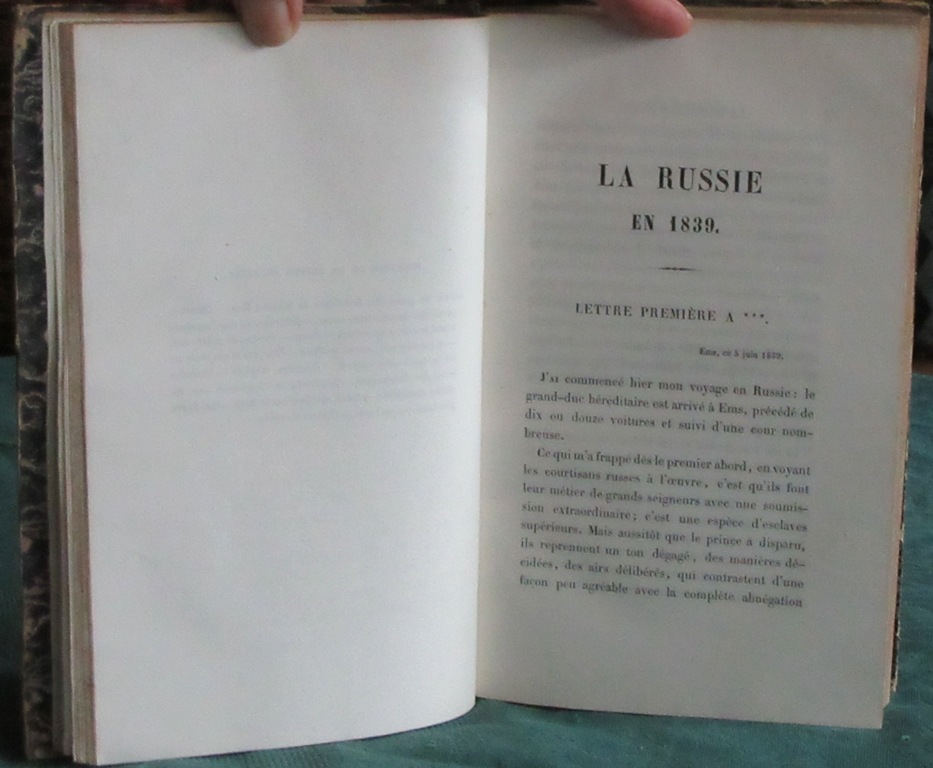 LA RUSSIE
EN 1839.
LETTRE PREMIÈRE A ***.
Ems, ce 5 juin 1839.
J'AI commencé hier mon voyage en Russie : le
grand-duc héréditaire est arrivé à Ems, précédé de
dix ou douze voitures et suivi d'une cour nom-
breuse.
Ce qui m'a frappé dès le premier abord, en voyant
les courtisans russes à l'œuvre, c'est qu'ils font
leur métier de grands seigneurs avec une soumis-
sion extraordinaire ; c'est une espèce d'esclaves
supérieurs. Mais aussitôt que le prince a disparu,
ils reprennent un ton dégagé, des manières dé-
cidées, des airs délibérés, qui contrastent d'une
façon peu agréable avec la complète abnégation